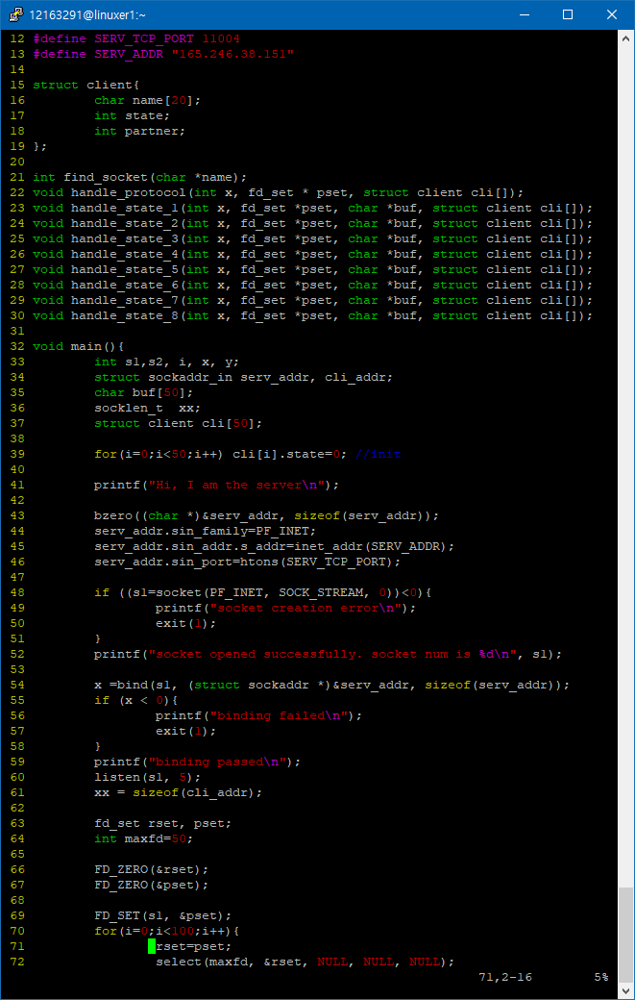 12163291@linuxer1:~
12 #define SERV_TCP_PORT 11004
13 #define SERV_ADDR "165.246.38.151"
14
15 struct client{
16         char name[20];
17         int state;
18         int partner;
19 };
20
21 int find_socket(char *name);
22 void handle_protocol(int x, fd_set * pset, struct client cli[]);
23 void handle_state_1(int x, fd_set *pset, char *buf, struct client cli[]);
24 void handle_state_2(int x, fd_set *pset, char *buf, struct client cli[]);
25 void handle_state_3(int x, fd_set *pset, char *buf, struct client cli[]);
26 void handle_state_4(int x, fd_set *pset, char *buf, struct client cli[]);
27 void handle_state_5(int x, fd_set *pset, char *buf, struct client cli[]);
28 void handle_state_6(int x, fd_set *pset, char *buf, struct client cli[]);
29 void handle_state_7(int x, fd_set *pset, char *buf, struct client cli[]);
30 void handle_state_8(int x, fd_set *pset, char *buf, struct client cli[]);
31
32 void main(){
33         int s1,s2, i, x, y;
34         struct sockaddr_in serv_addr, cli_addr;
35         char buf[50];
36         socklen_t  xx;
37         struct client cli[50];
38
39         for(i=0;i<50;i++) cli[i].state=0; //init
40
41         printf("Hi, I am the server\n");
42
43         bzero((char *)&serv_addr, sizeof(serv_addr));
44         serv_addr.sin_family=PF_INET;
45         serv_addr.sin_addr.s_addr=inet_addr(SERV_ADDR);
46         serv_addr.sin_port=htons(SERV_TCP_PORT);
47
48         if ((s1=socket(PF_INET, SOCK_STREAM, 0))<0){
49                 printf("socket creation error\n");
50                 exit(1);
51         }
52         printf("socket opened successfully. socket num is %d\n", s1);
53
54         x =bind(s1, (struct sockaddr *)&serv_addr, sizeof(serv_addr));
55         if (x < 0){
56                 printf("binding failed\n");
57                 exit(1);
58         }
59         printf("binding passed\n");
60         listen(s1, 5);
61         xx = sizeof(cli_addr);
62
63         fd_set rset, pset;
64         int maxfd=50;
65
66         FD_ZERO(&rset);
67         FD_ZERO(&pset);
68
69         FD_SET(s1, &pset);
70         for(i=0;i<100;i++){
71                 rset=pset;
72                 select(maxfd, &rset, NULL, NULL, NULL);
71,2-16        5%